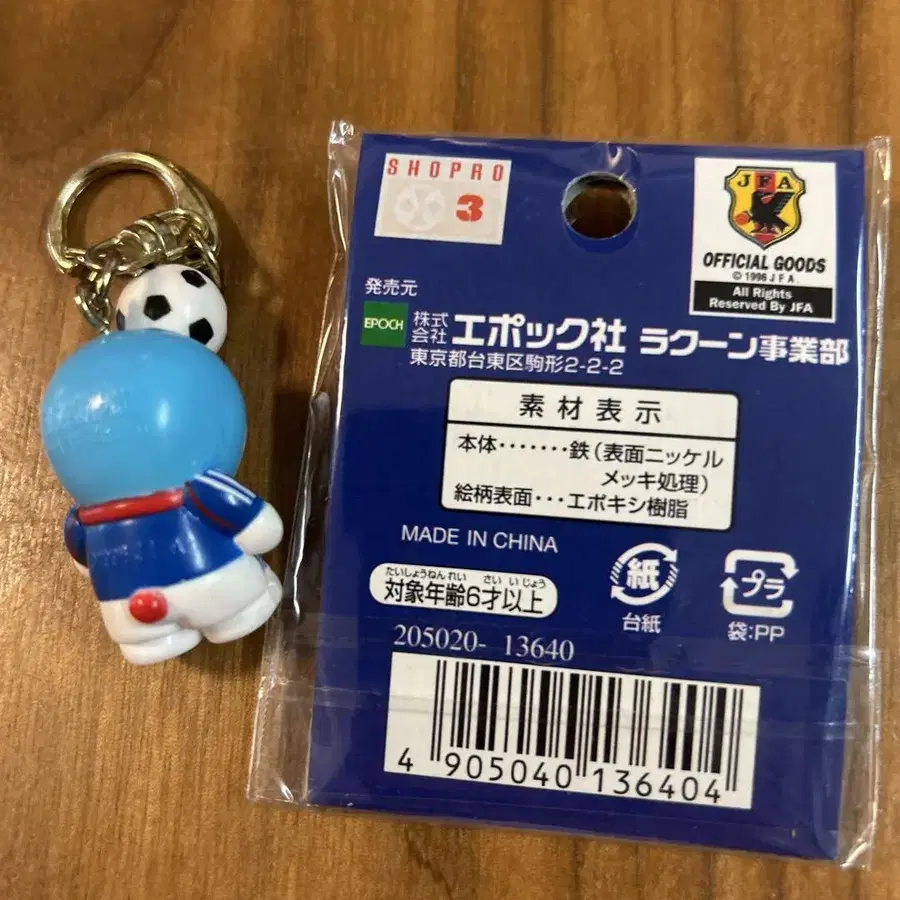 SHOPRO
3
JFA
OFFICIAL GOODS
© 1996 J F A
All Rights
Reserved By JFA
発売元
EPOCH 株式会社 エポック社 ラクーン事業部
東京都台東区駒形2-2-2
素材表示
本体・・・・・・・鉄(表面ニッケル
メッキ処理)
絵柄表面・・・エポキシ樹脂
MADE IN CHINA
たいしょうねんれい さい いじょう
対象年齢6才以上
紙
台紙
プラ
袋:PP
205020- 13640
4 905040 136404